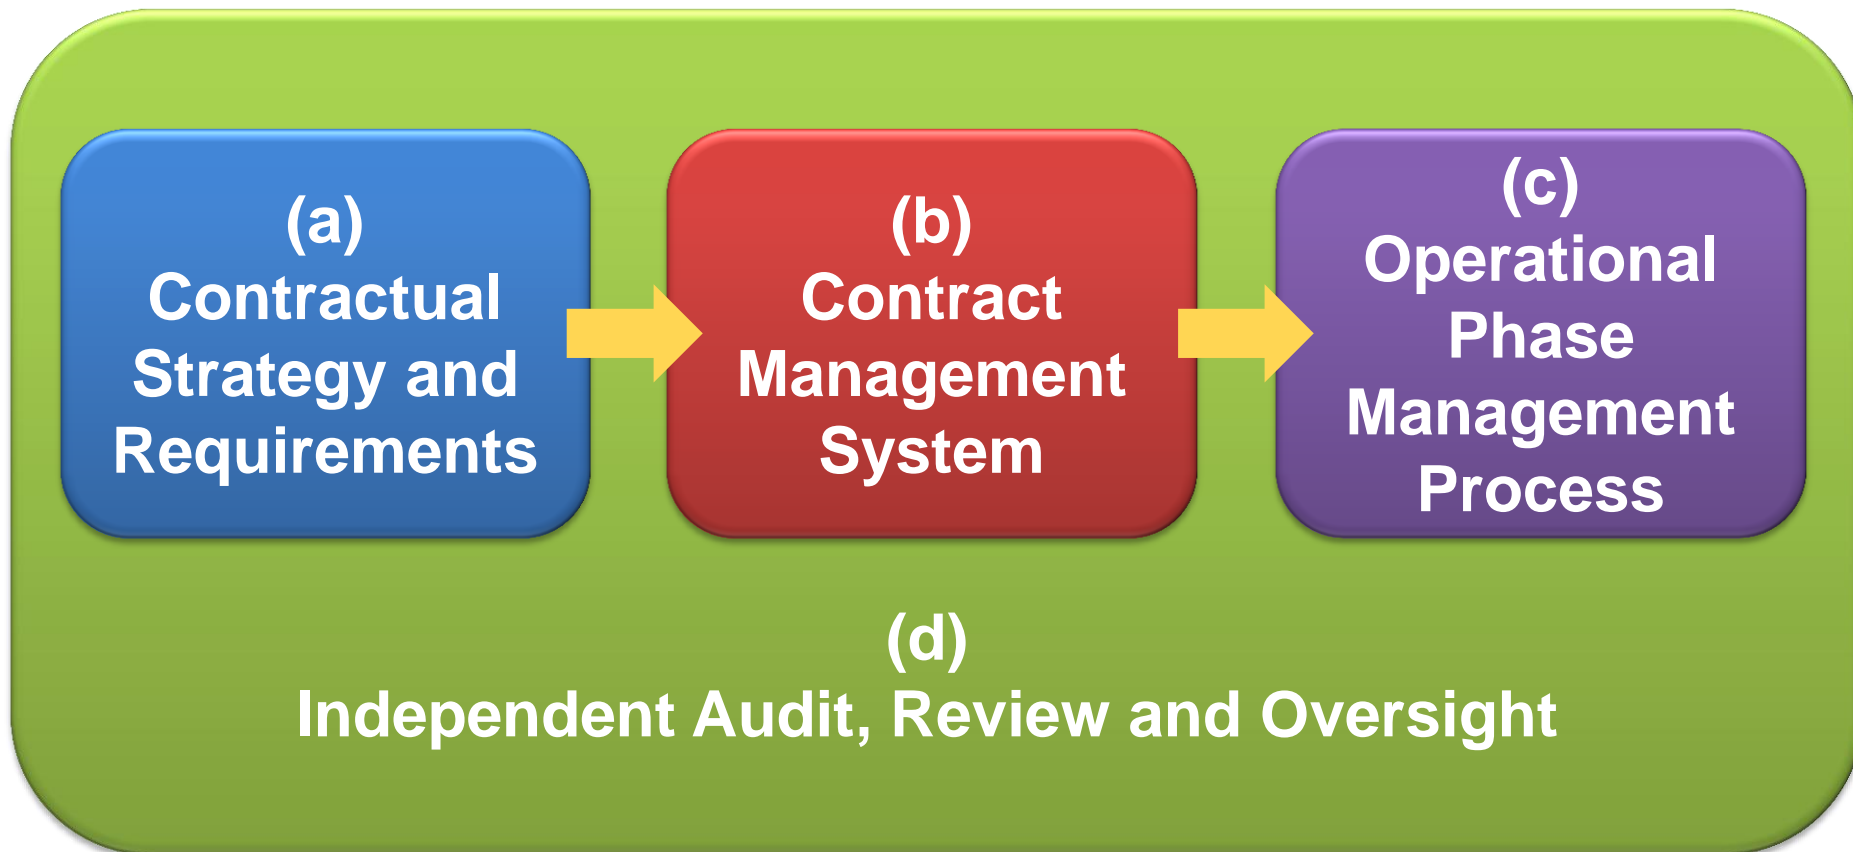 (a)
Contractual
Strategy and
Requirements
(b)
Contract
Management
System
(c)
Operational
Phase
Management
Process
(d)
Independent Audit, Review and Oversight